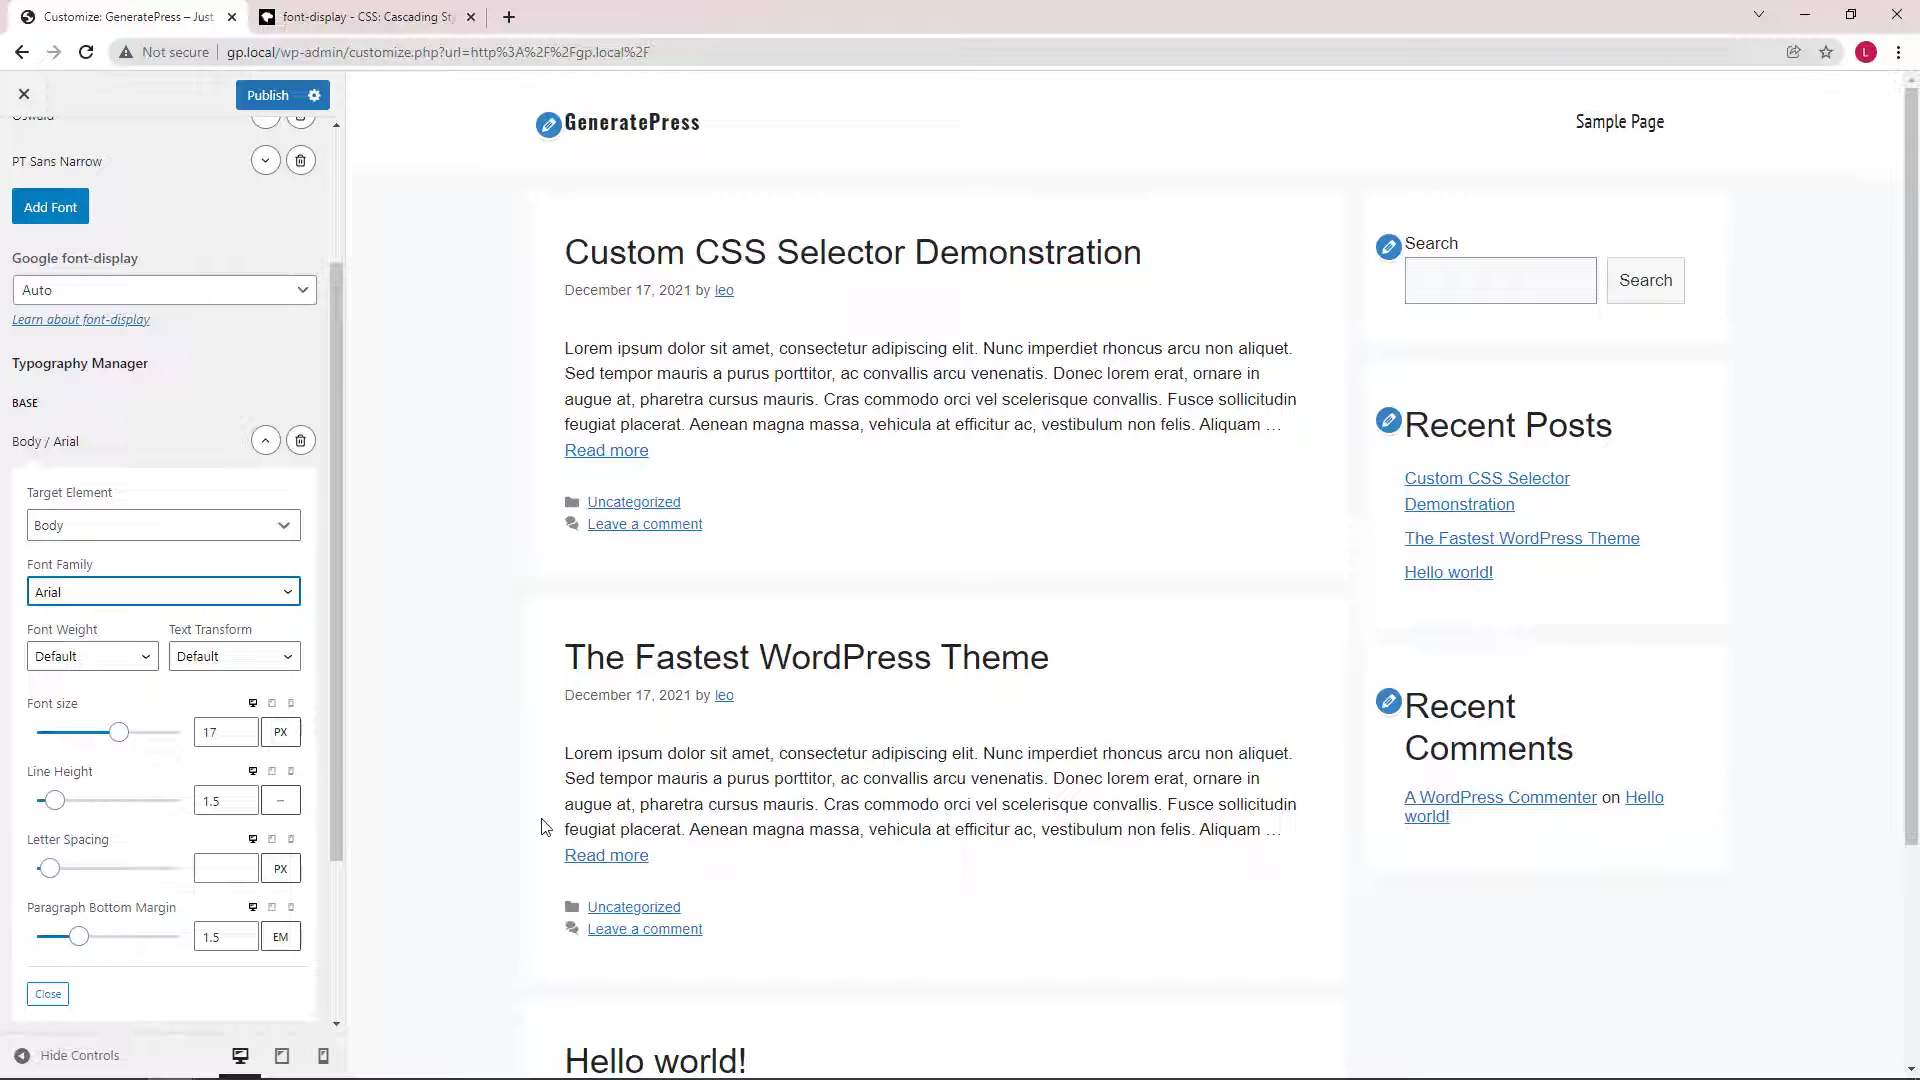 Customize: GeneratePress – Just
font-display - CSS: Cascading Sty
Not secure
gp.local/wp-admin/customize.php?url=http%3A%2F%2Fgp.local%2F
L
Publish
Oswald
PT Sans Narrow
Add Font
Google font-display
Auto
Learn about font-display
Typography Manager
BASE
Body / Arial
Target Element
Body
Font Family
Arial
Font Weight
Text Transform
Default
Default
Font size
17
PX
Line Height
1.5
–
Letter Spacing
PX
Paragraph Bottom Margin
1.5
EM
Close
Hide Controls
GeneratePress
Sample Page
Custom CSS Selector Demonstration
December 17, 2021 by leo
Lorem ipsum dolor sit amet, consectetur adipiscing elit. Nunc imperdiet rhoncus arcu non aliquet.
Sed tempor mauris a purus porttitor, ac convallis arcu venenatis. Donec lorem erat, ornare in
augue at, pharetra cursus mauris. Cras commodo orci vel scelerisque convallis. Fusce sollicitudin
feugiat placerat. Aenean magna massa, vehicula at efficitur ac, vestibulum non felis. Aliquam …
Read more
Uncategorized
Leave a comment
The Fastest WordPress Theme
December 17, 2021 by leo
Lorem ipsum dolor sit amet, consectetur adipiscing elit. Nunc imperdiet rhoncus arcu non aliquet.
Sed tempor mauris a purus porttitor, ac convallis arcu venenatis. Donec lorem erat, ornare in
augue at, pharetra cursus mauris. Cras commodo orci vel scelerisque convallis. Fusce sollicitudin
feugiat placerat. Aenean magna massa, vehicula at efficitur ac, vestibulum non felis. Aliquam …
Read more
Uncategorized
Leave a comment
Hello world!
Search
Search
Recent Posts
Custom CSS Selector
Demonstration
The Fastest WordPress Theme
Hello world!
Recent
Comments
A WordPress Commenter on Hello
world!